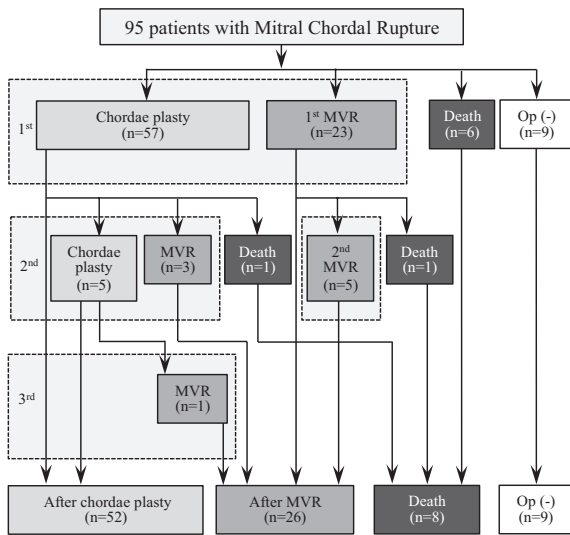 95 patients with Mitral Chordal Rupture
1st
Chordae plasty
(n=57)
1st MVR
(n=23)
Death
(n=6)
Op (-)
(n=9)
2nd
Chordae
plasty
(n=5)
MVR
(n=3)
Death
(n=1)
2nd
MVR
(n=5)
Death
(n=1)
3rd
MVR
(n=1)
After chordae plasty
(n=52)
After MVR
(n=26)
Death
(n=8)
Op (-)
(n=9)